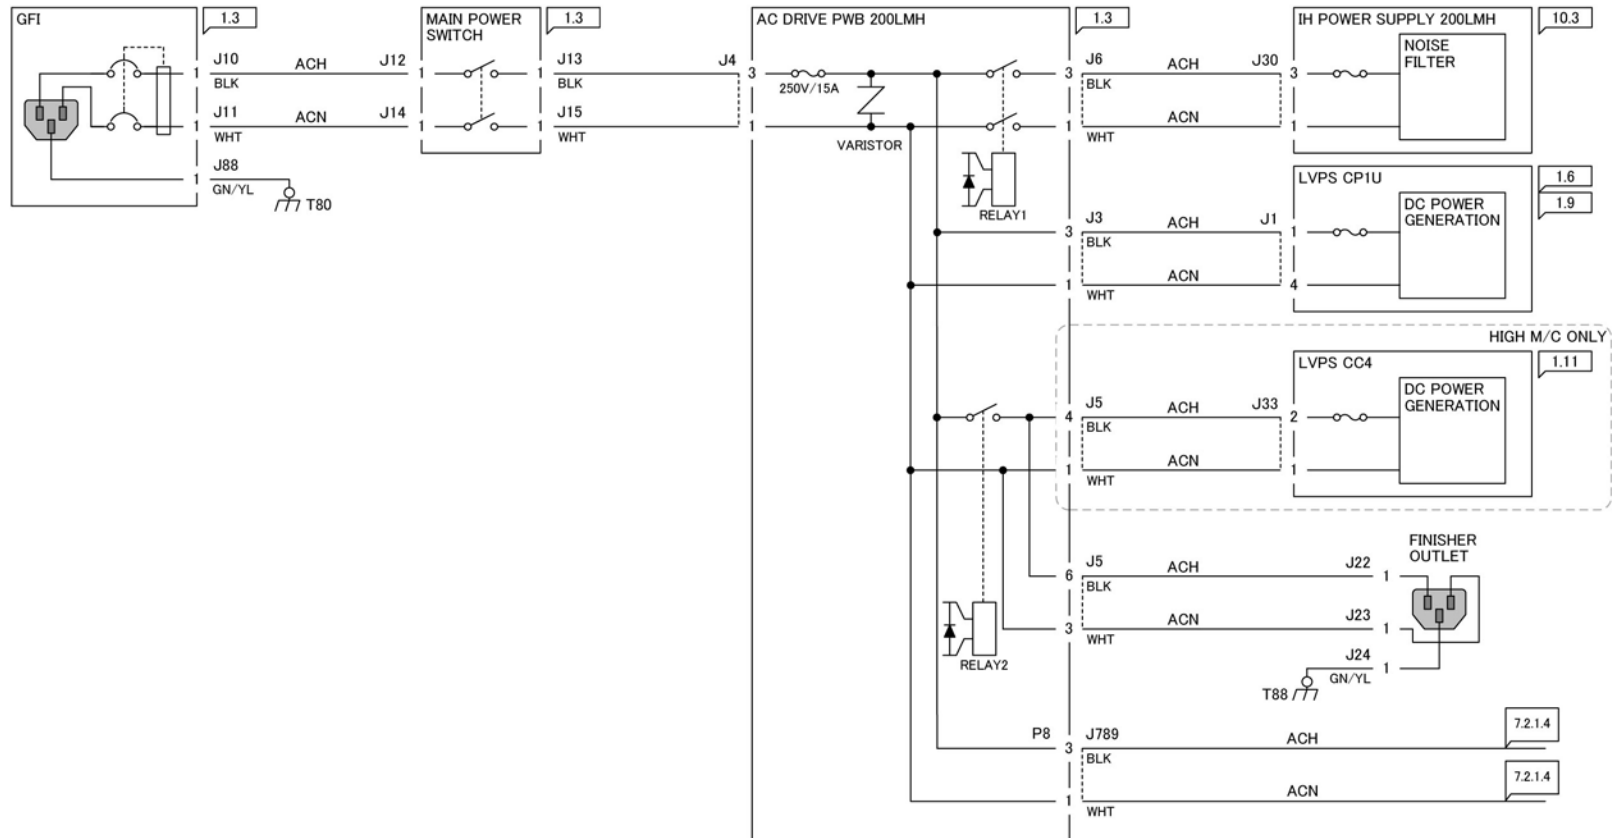 GFI
1.3
MAIN POWER
SWITCH
1.3
AC DRIVE PWB 200LMH
1.3
IH POWER SUPPLY 200LMH
10.3
NOISE
FILTER
1
J10
BLK
ACH
J12
1
1
J13
BLK
J4
3
250V/15A
3
J6
BLK
ACH
J30
3
1
J11
WHT
ACN
J14
1
1
J15
WHT
1
VARISTOR
1
WHT
ACN
1
1
J88
GN/YL
T80
RELAY1
LVPS CP1U
1.6
1.9
DC POWER
GENERATION
3
J3
BLK
ACH
J1
1
1
WHT
ACN
4
HIGH M/C ONLY
LVPS CC4
1.11
DC POWER
GENERATION
4
J5
BLK
ACH
J33
2
1
WHT
ACN
1
FINISHER
OUTLET
6
J5
BLK
ACH
J22
1
3
WHT
ACN
J23
1
RELAY2
J24
1
GN/YL
T88
P8
3
J789
BLK
ACH
7.2.1.4
1
WHT
ACN
7.2.1.4